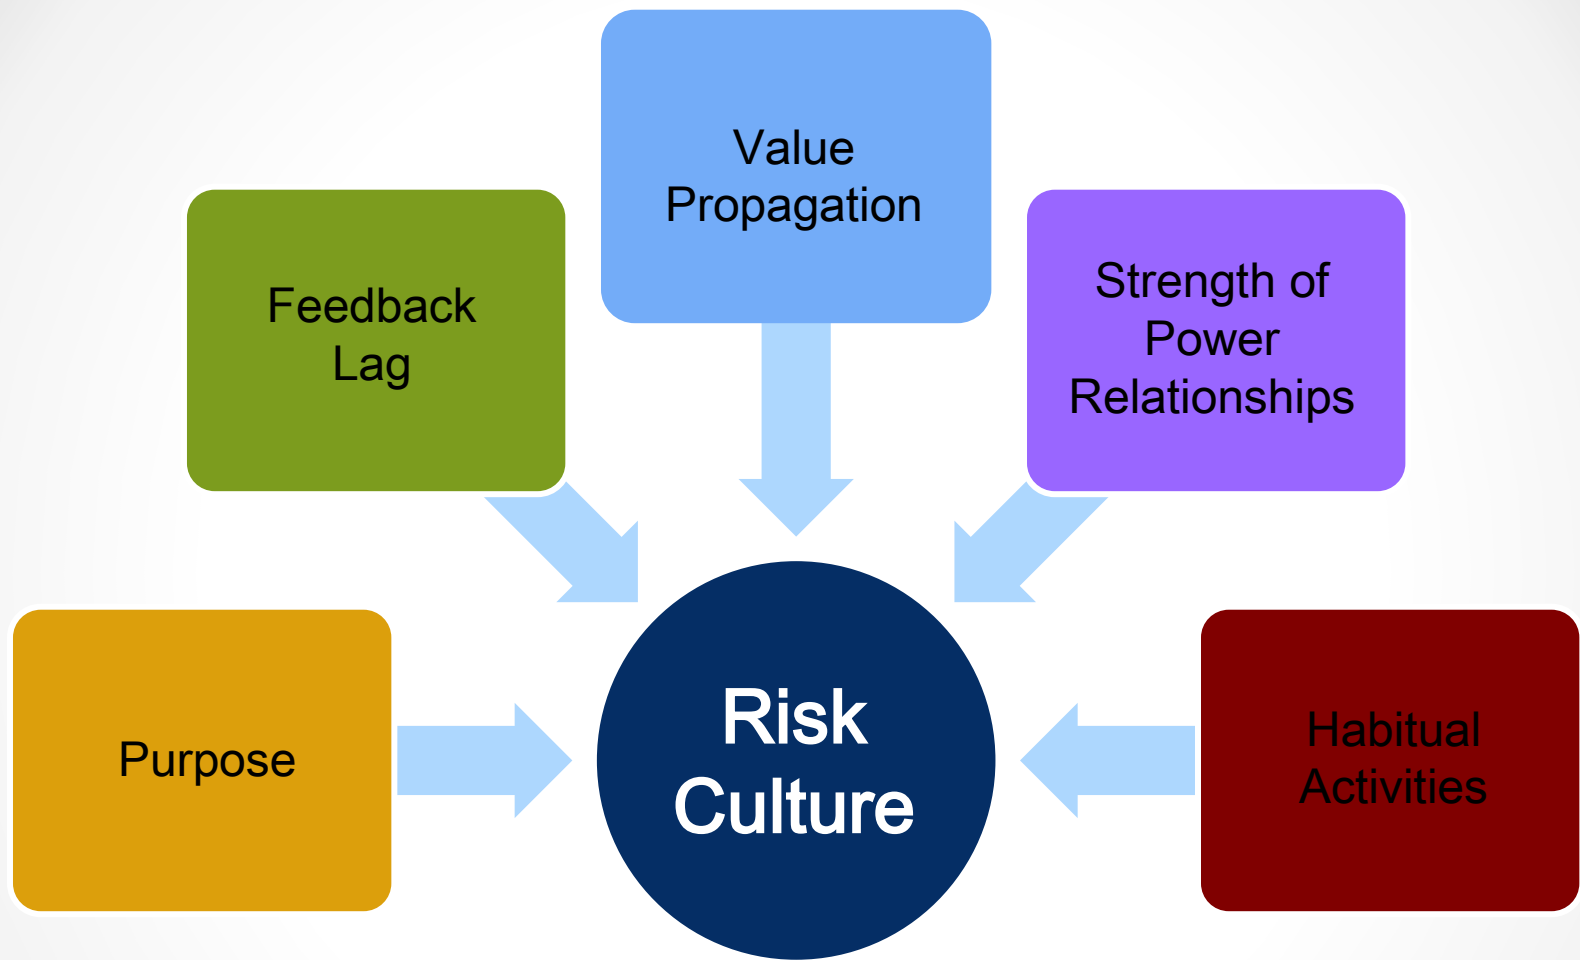 Value
Propagation
Feedback
Lag
Strength of
Power
Relationships
Purpose
Risk
Culture
Habitual
Activities